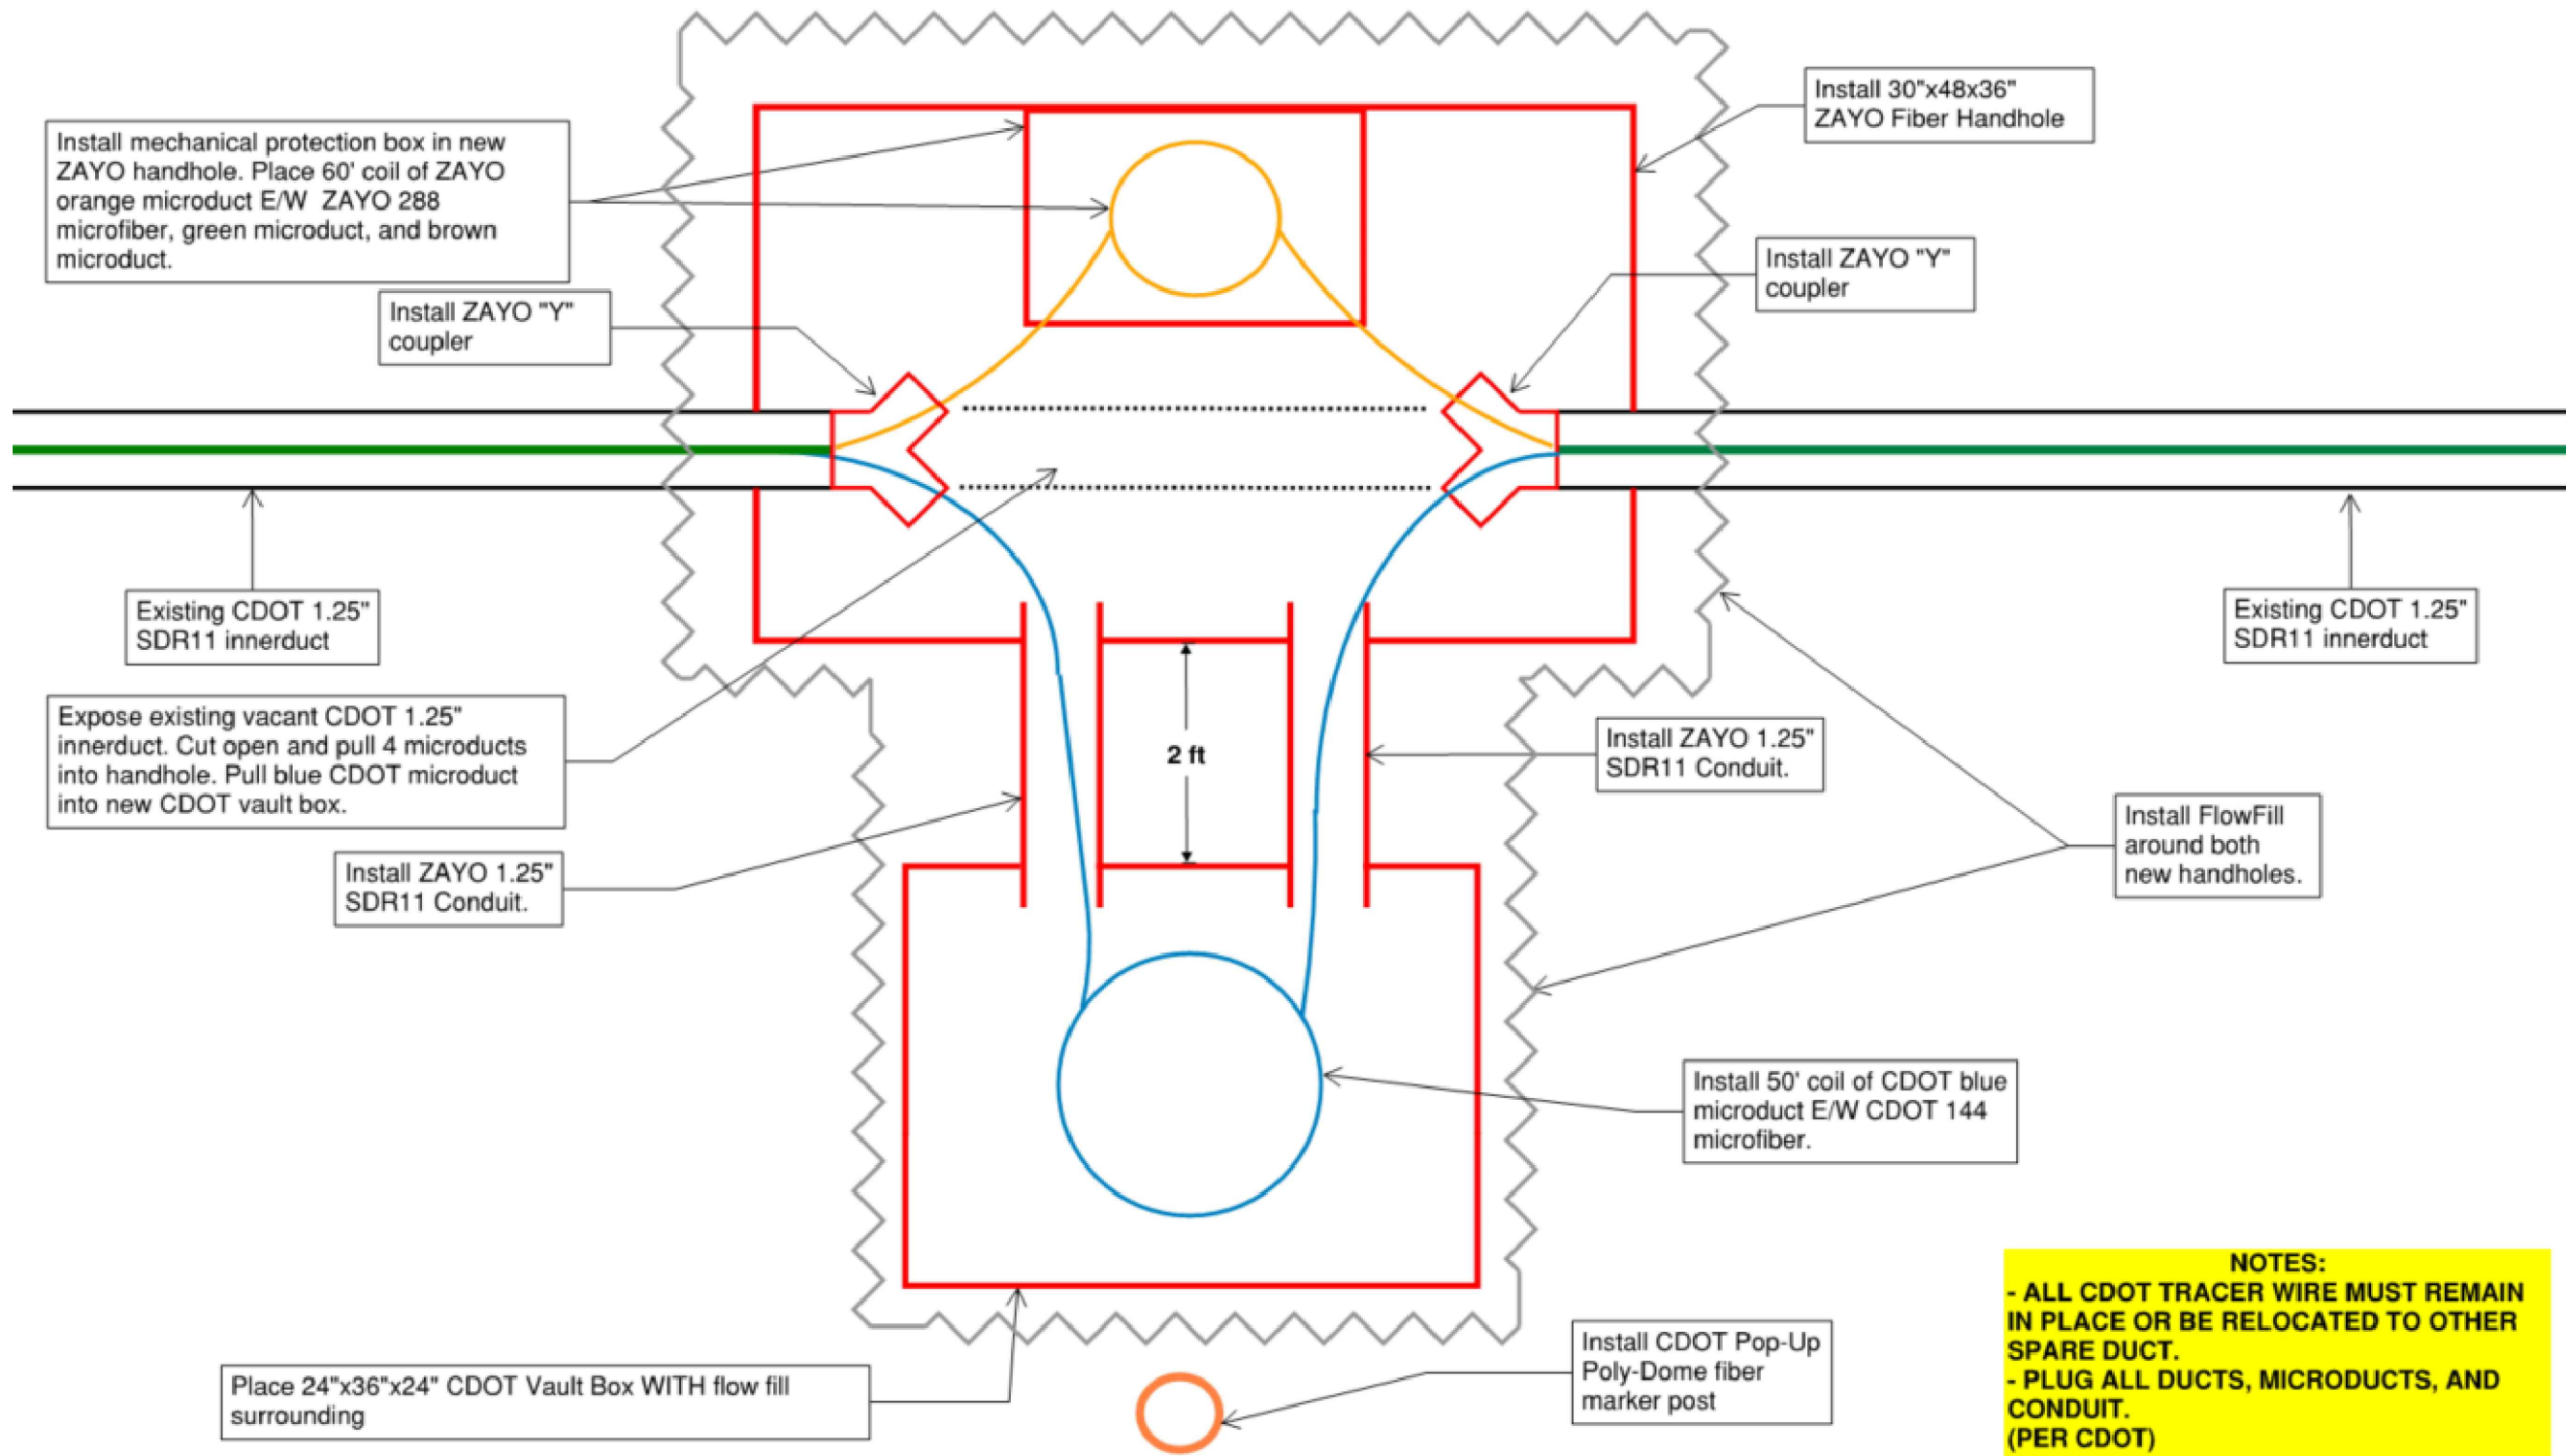 Install 30"x48x36"
ZAYO Fiber Handhole
Install mechanical protection box in new
ZAYO handhole. Place 60' coil of ZAYO
orange microduct E/W  ZAYO 288
microfiber, green microduct, and brown
microduct.
Install ZAYO "Y"
coupler
Install ZAYO "Y"
coupler
Existing CDOT 1.25"
SDR11 innerduct
Existing CDOT 1.25"
SDR11 innerduct
Expose existing vacant CDOT 1.25"
innerduct. Cut open and pull 4 microducts
into handhole. Pull blue CDOT microduct
into new CDOT vault box.
2 ft
Install ZAYO 1.25"
SDR11 Conduit.
Install FlowFill
around both
new handholes.
Install ZAYO 1.25"
SDR11 Conduit.
Install 50' coil of CDOT blue
microduct E/W CDOT 144
microfiber.
Place 24"x36"x24" CDOT Vault Box WITH flow fill
surrounding
Install CDOT Pop-Up
Poly-Dome fiber
marker post
NOTES:
- ALL CDOT TRACER WIRE MUST REMAIN
IN PLACE OR BE RELOCATED TO OTHER
SPARE DUCT.
- PLUG ALL DUCTS, MICRODUCTS, AND
CONDUIT.
(PER CDOT)